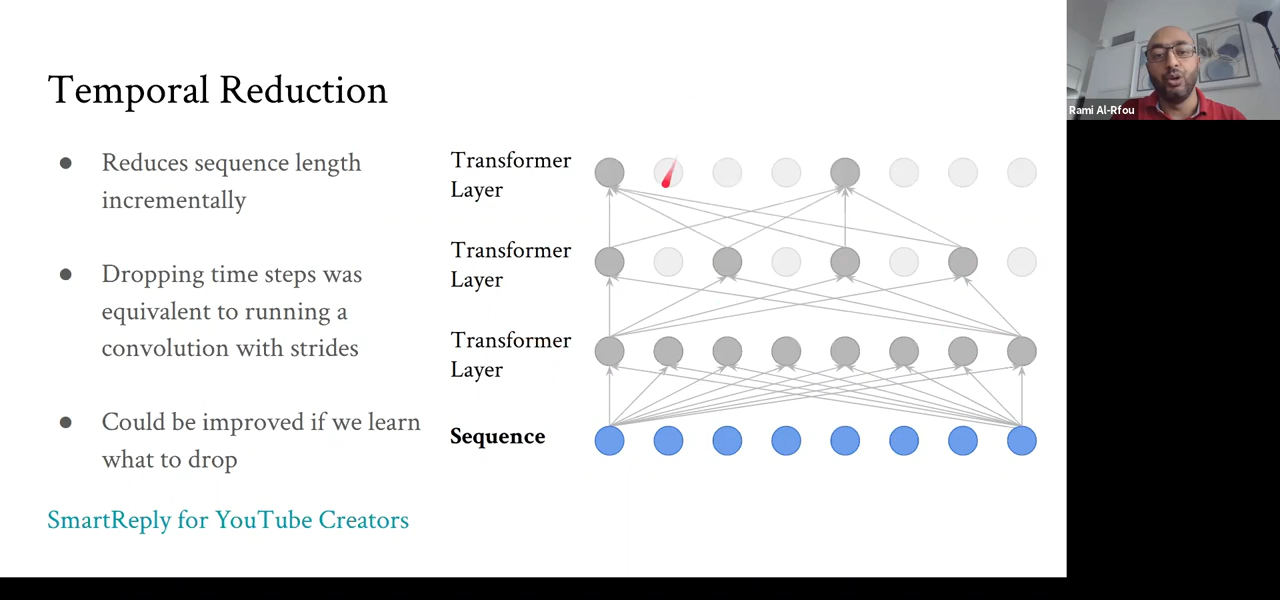 Temporal Reduction
● Reduces sequence length
incrementally
● Dropping time steps was
equivalent to running a
convolution with strides
● Could be improved if we learn
what to drop
SmartReply for YouTube Creators
Transformer
Layer
Transformer
Layer
Transformer
Layer
Sequence
Rami Al-Rfou